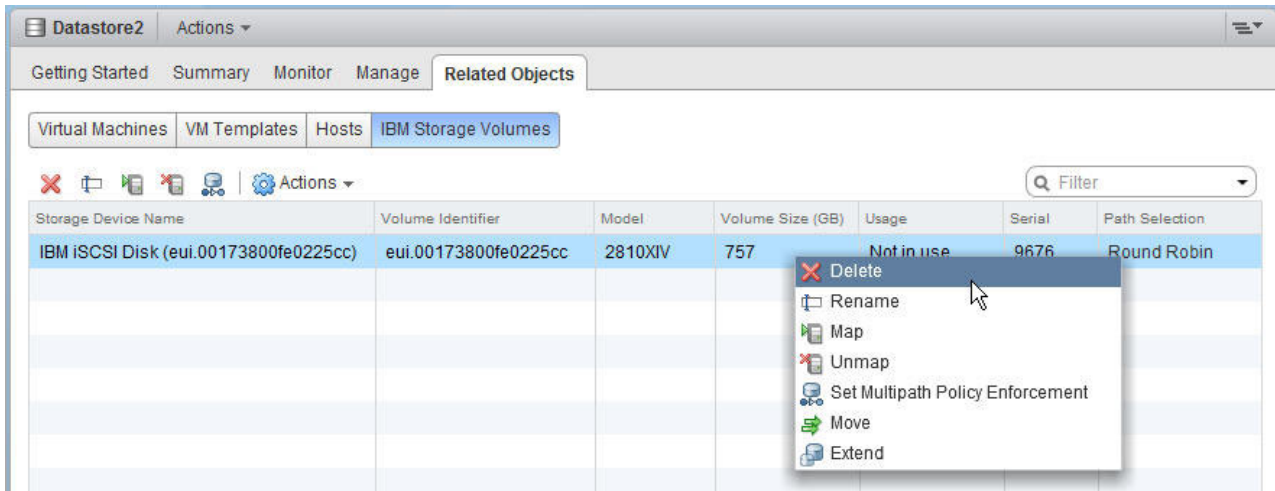 Datastore2 Actions
Getting Started Summary Monitor Manage Related Objects
Virtual Machines VM Templates Hosts IBM Storage Volumes
Actions Filter
Storage Device Name Volume Identifier Model Volume Size (GB) Usage Serial Path Selection
IBM iSCSI Disk (eui.00173800fe0225cc) eui.00173800fe0225cc 2810XIV 757 Not in use 9676 Round Robin
Delete
Rename
Map
Unmap
Set Multipath Policy Enforcement
Move
Extend